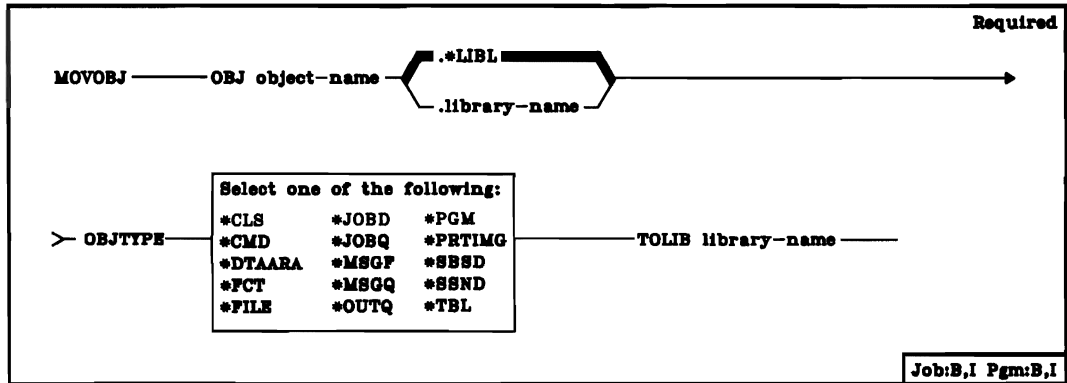 Required
.*LIBL
MOVOBJ OBJ object-name
.library-name
Select one of the following:
*CLS *JOBD *PGM
*CMD *JOBQ *PRTIMG
*DTAARA *MSGF *SBSD
*FCT *MSGQ *SSND
*FILE *OUTQ *TBL
> OBJTYPE TOLIB library-name
Job:B,I Pgm:B,I